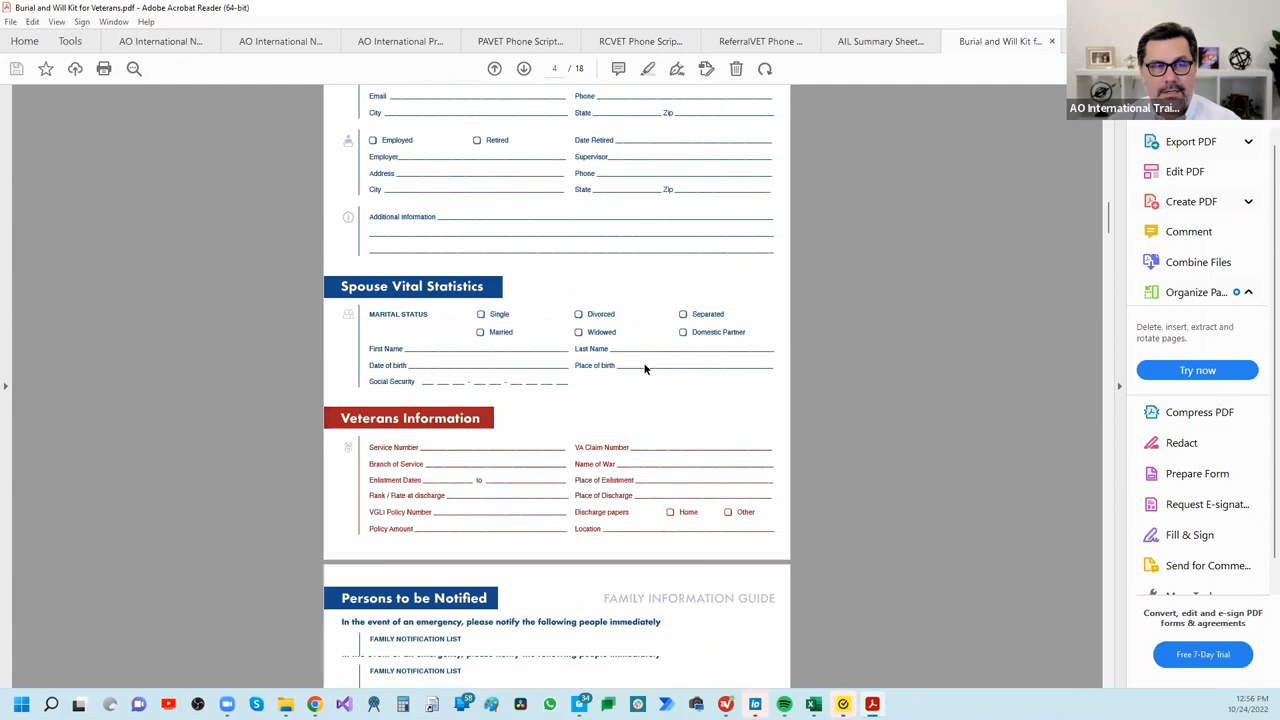 Burial and Will Kit for Veterans.pdf - AO Adobe Acrobat Reader (64-bit)
File Edit View Sign Window Help
Home Tools AO International N... AO International N... AO International Pr... VET Phone Script... RCVET Phone Scrip... ReferralVET Phone ... AIL Summary Sheet... Burial and Will Kit f... ×
4 / 18
AO International Trai...
Email Phone
City State Zip
Employed Retired Date Retired
Employer Supervisor
Address Phone
City State Zip
Additional Information
Spouse Vital Statistics
MARITAL STATUS Single Divorced Separated
Married Widowed Domestic Partner
First Name Last Name
Date of birth Place of birth
Social Security
Veterans Information
Service Number VA Claim Number
Branch of Service Name of War
Enlistment Dates to Place of Enlistment
Rank / Rate at discharge Place of Discharge
VGLI Policy Number Discharge papers Home Other
Policy Amount Location
Persons to be Notified FAMILY INFORMATION GUIDE
In the event of an emergency, please notify the following people immediately
FAMILY NOTIFICATION LIST
FAMILY NOTIFICATION LIST
Export PDF
Edit PDF
Create PDF
Comment
Combine Files
Organize Pa...
Delete, insert, extract and
rotate pages.
Try now
Compress PDF
Redact
Prepare Form
Request E-signat...
Fill & Sign
Send for Comme...
Convert, edit and e-sign PDF
forms & agreements
Free 7-Day Trial
58
34
12:56 PM
10/24/2022